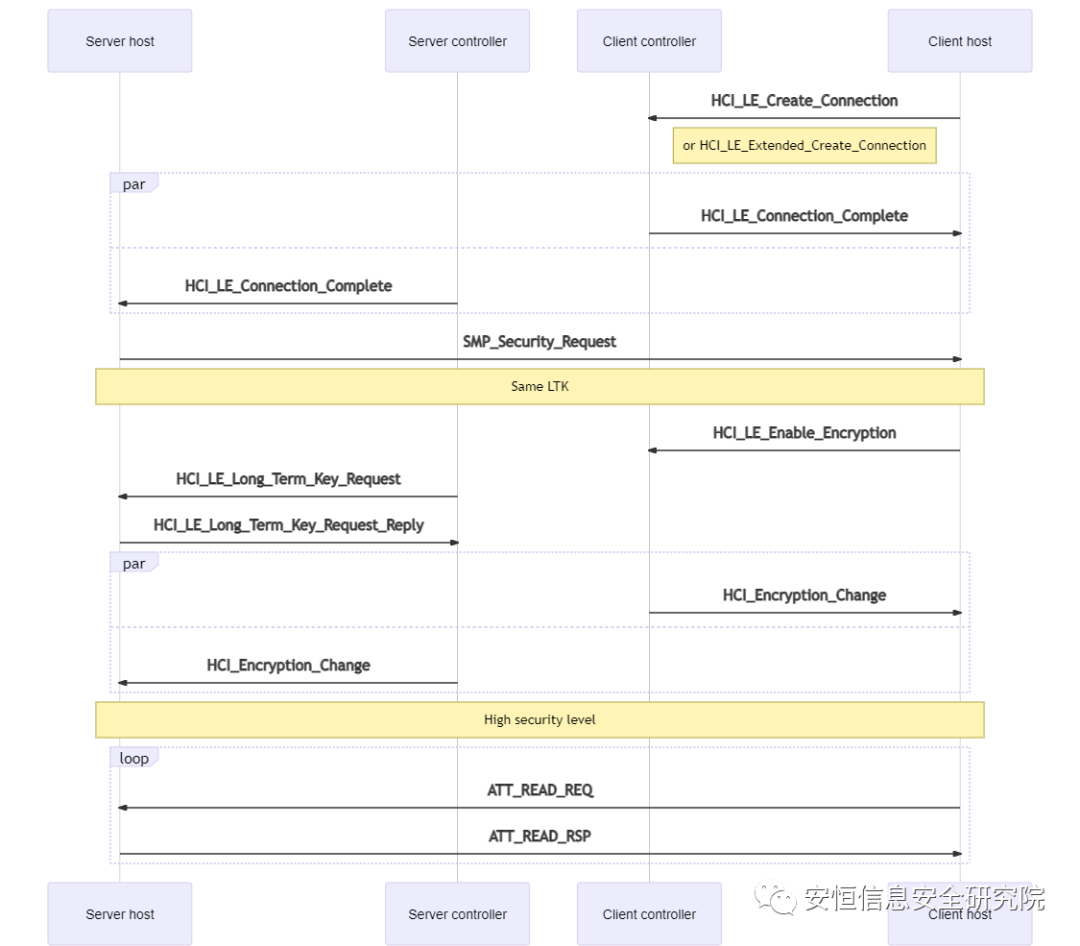 Server host
Server controller
Client controller
Client host
HCI_LE_Create_Connection
or HCI_LE_Extended_Create_Connection
par
HCI_LE_Connection_Complete
HCI_LE_Connection_Complete
SMP_Security_Request
Same LTK
HCI_LE_Enable_Encryption
HCI_LE_Long_Term_Key_Request
HCI_LE_Long_Term_Key_Request_Reply
par
HCI_Encryption_Change
HCI_Encryption_Change
High security level
loop
ATT_READ_REQ
ATT_READ_RSP
安恒信息安全研究院
Server host
Server controller
Client controller
Client host